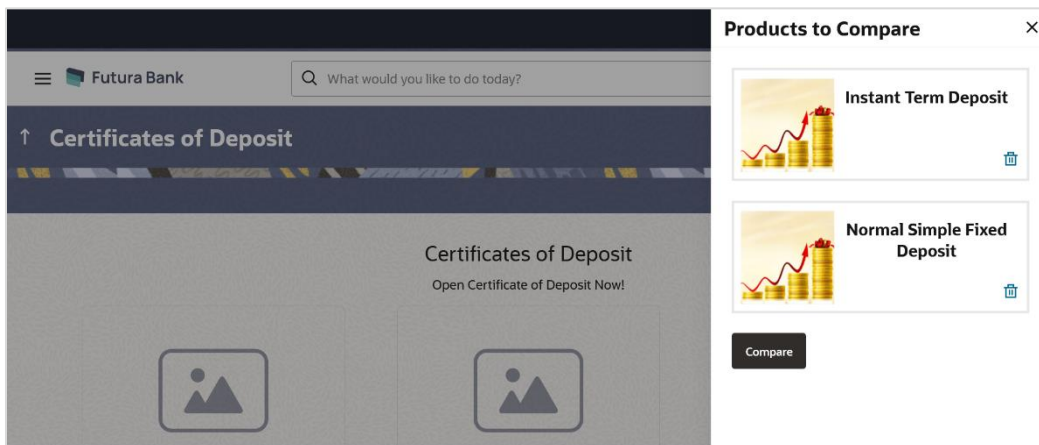 Products to Compare
Futura Bank
What would you like to do today?
Certificates of Deposit
Certificates of Deposit
Open Certificate of Deposit Now!
Instant Term Deposit
Normal Simple Fixed
Deposit
Compare